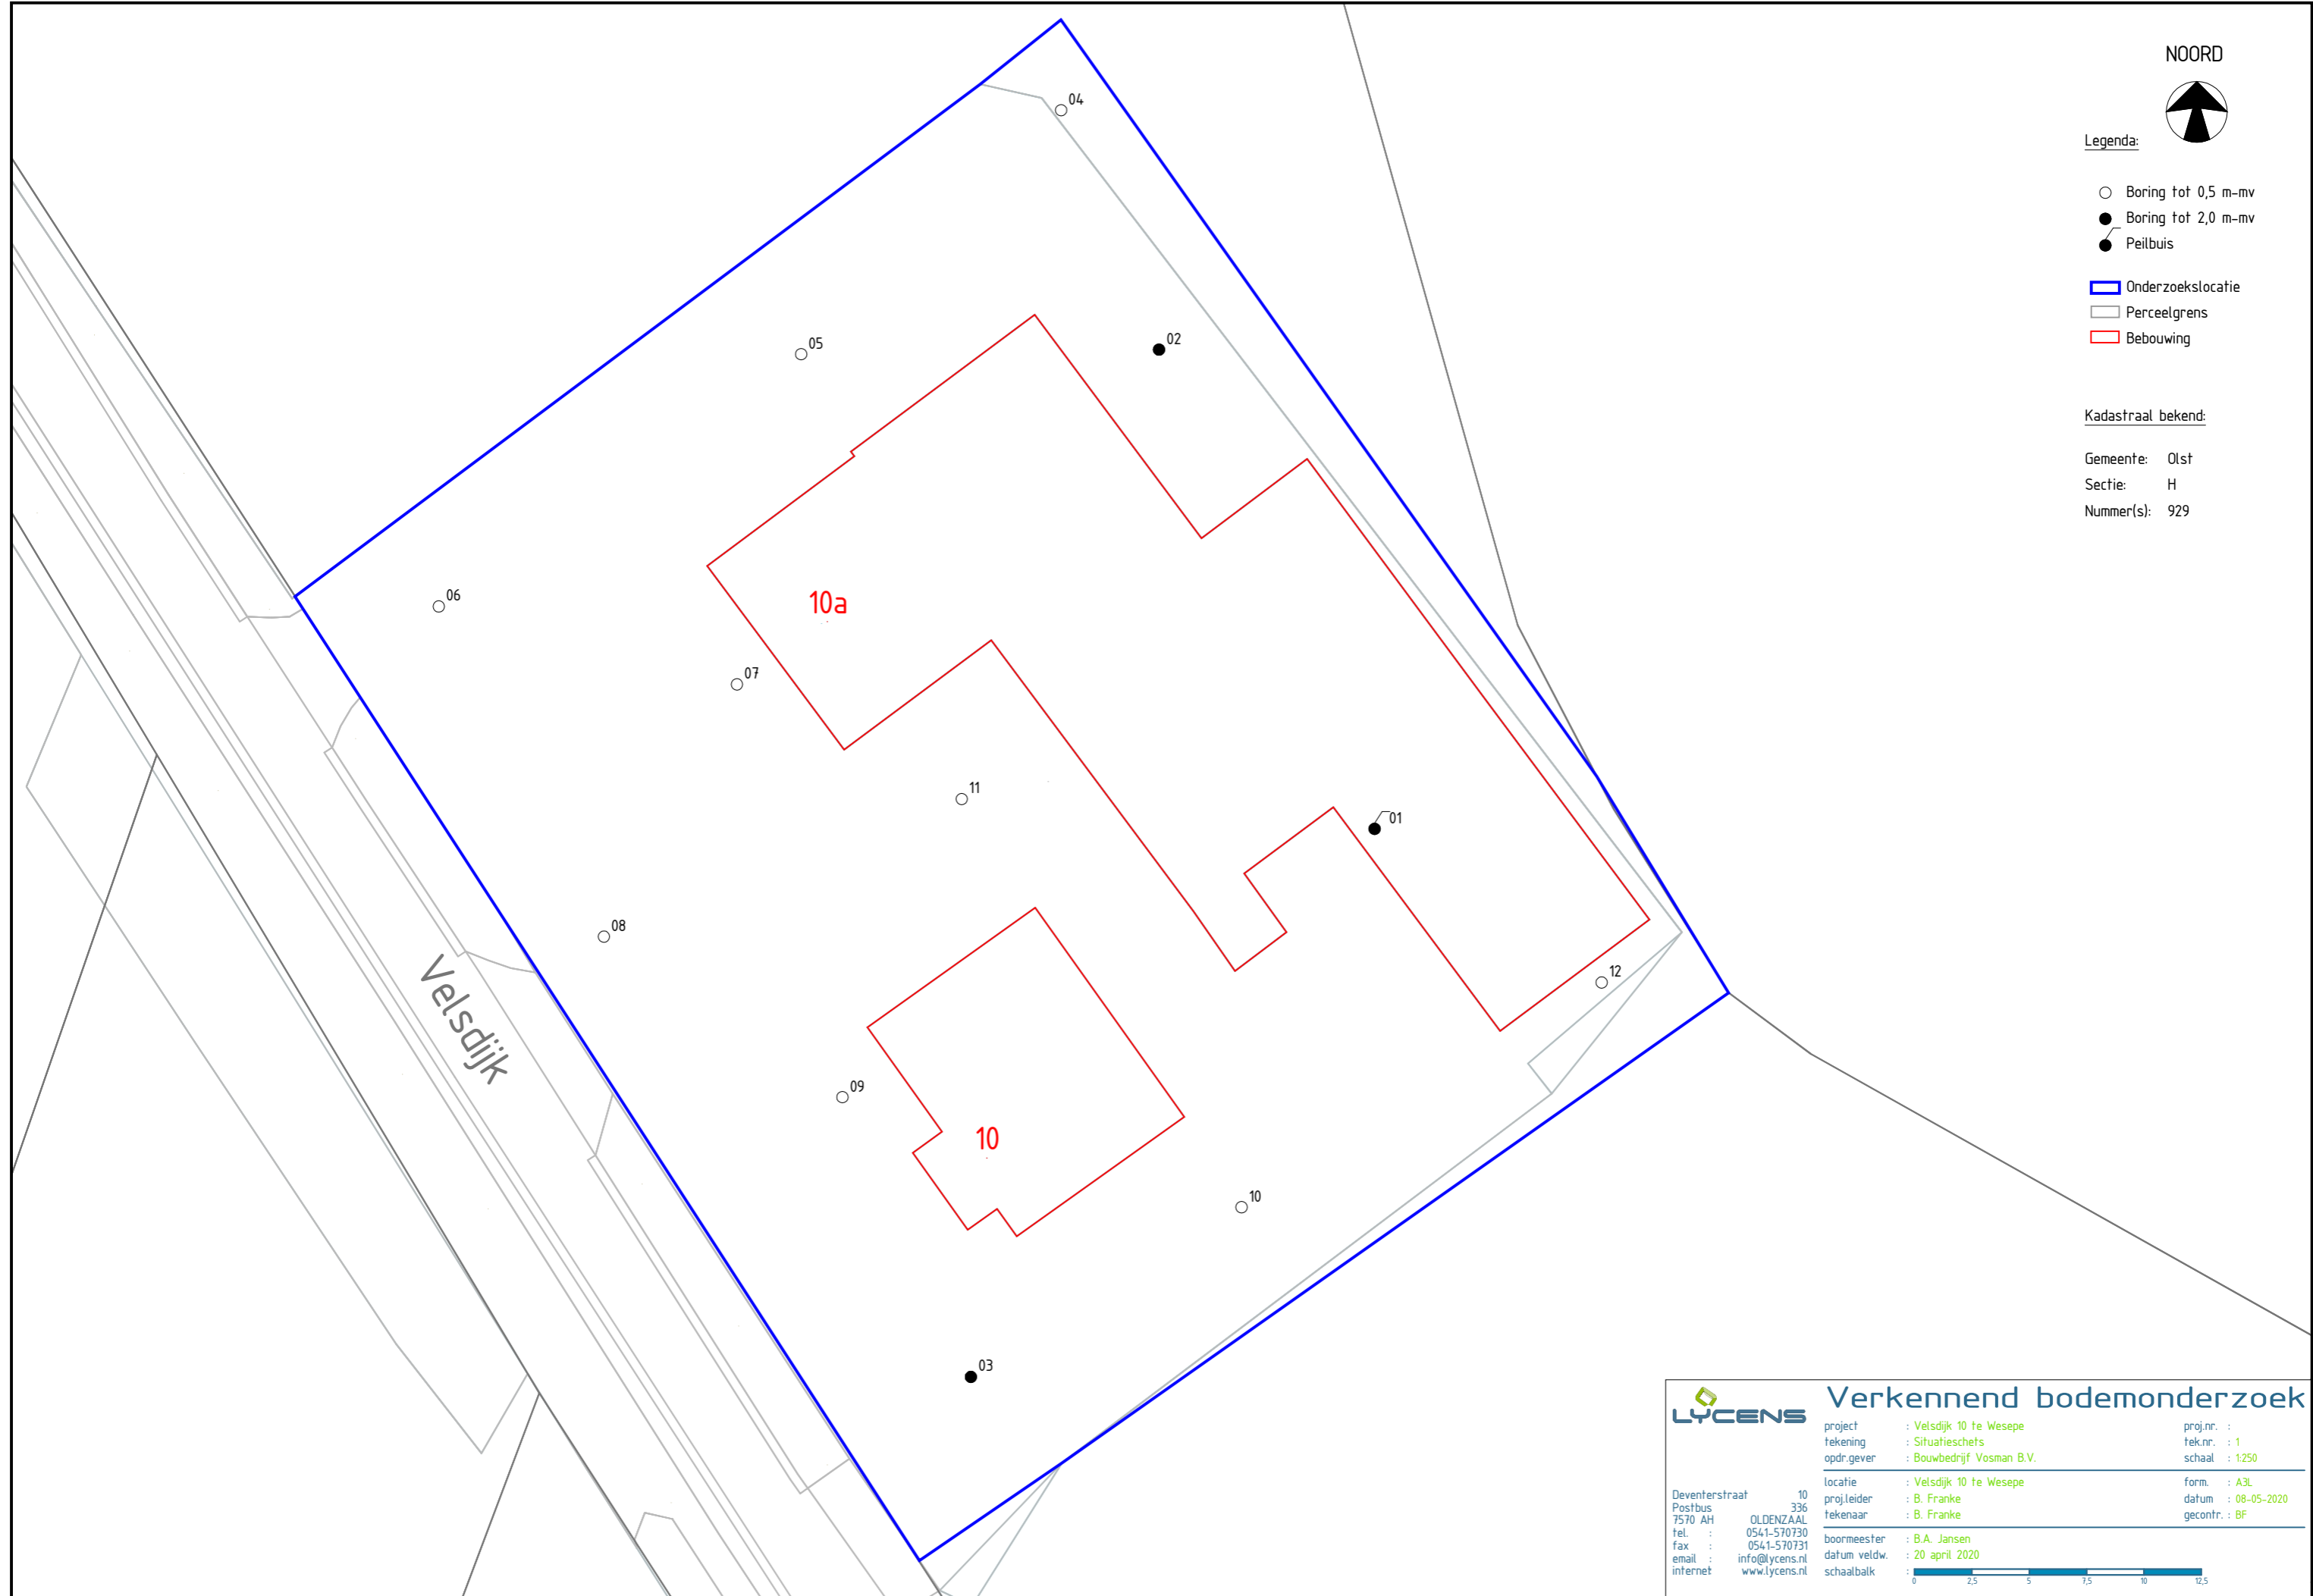 NOORD
Legenda:
Boring tot 0,5 m-mv
Boring tot 2,0 m-mv
Peilbuis
Onderzoekslocatie
Perceelgrens
Bebouwing
Kadastraal bekend:
Gemeente: Olst
Sectie: H
Nummer(s): 929
04
05
02
06
10a
07
11
01
08
12
Velsdijk
09
10
10
03
LYCENS
Verkennend bodemonderzoek
project : Velsdijk 10 te Wesepe proj.nr. :
tekening : Situatieschets tek.nr. : 1
opdr.gever : Bouwbedrijf Vosman B.V. schaal : 1:250
locatie : Velsdijk 10 te Wesepe form. : A3L
proj.leider : B. Franke datum : 08-05-2020
tekenaar : B. Franke gecontr. : BF
boormeester : B.A. Jansen
datum veldw. : 20 april 2020
schaalbalk :
0 2,5 5 7,5 10 12,5
Deventerstraat 10
Postbus 336
7570 AH OLDENZAAL
tel. : 0541-570730
fax : 0541-570731
email : info@lycens.nl
internet www.lycens.nl